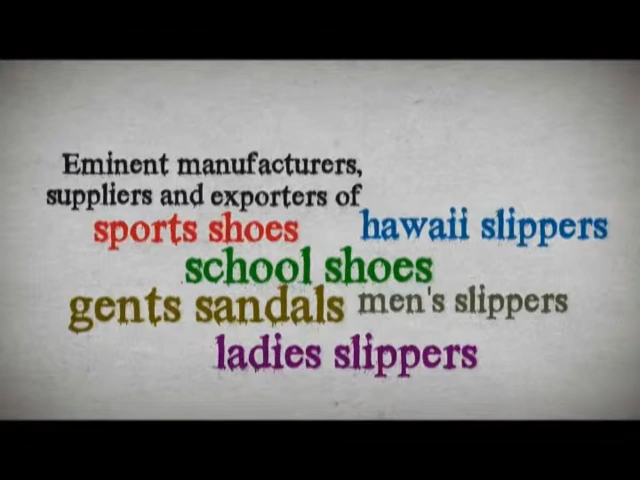 Eminent manufacturers,
suppliers and exporters of
sports shoes
hawaii slippers
school shoes
gents sandals
men's slippers
ladies slippers